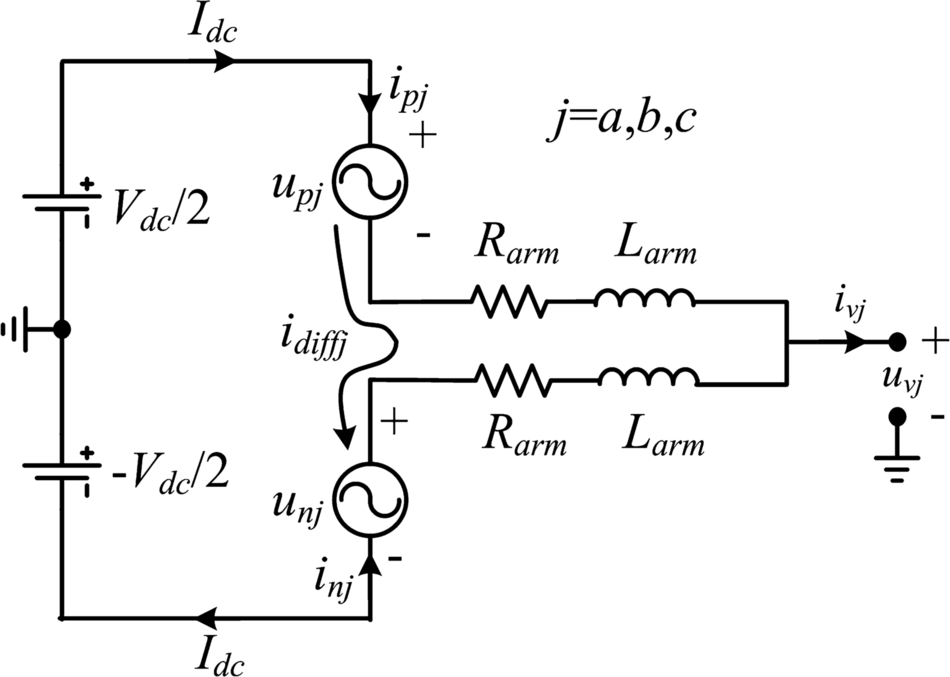 I_dc
i_pj
+
j=a,b,c
u_pj
-
+
V_dc/2
-
R_arm
L_arm
i_vj
+
i_diffj
u_vj
-
+
R_arm
L_arm
+
-V_dc/2
-
u_nj
-
i_nj
I_dc